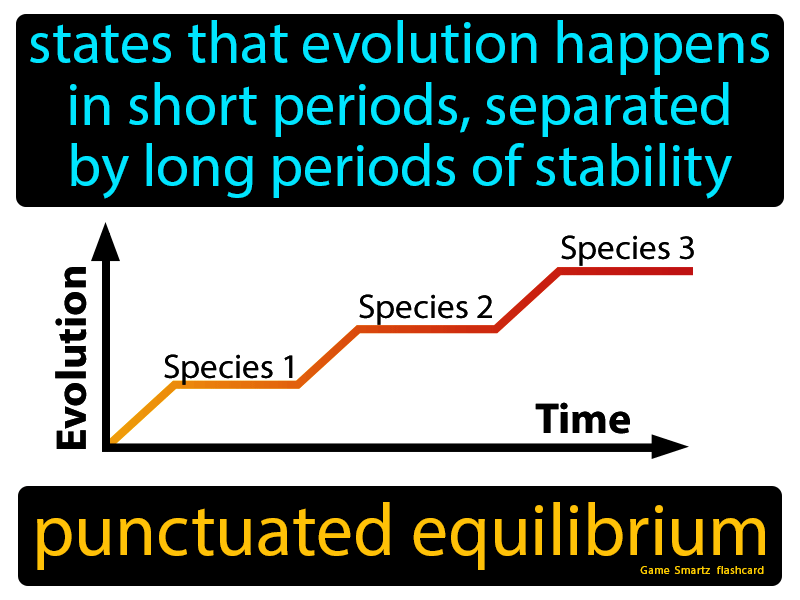 states that evolution happens
in short periods, separated
by long periods of stability
Species 3
Species 2
Species 1
Evolution
Time
punctuated equilibrium
Game Smartz flashcard